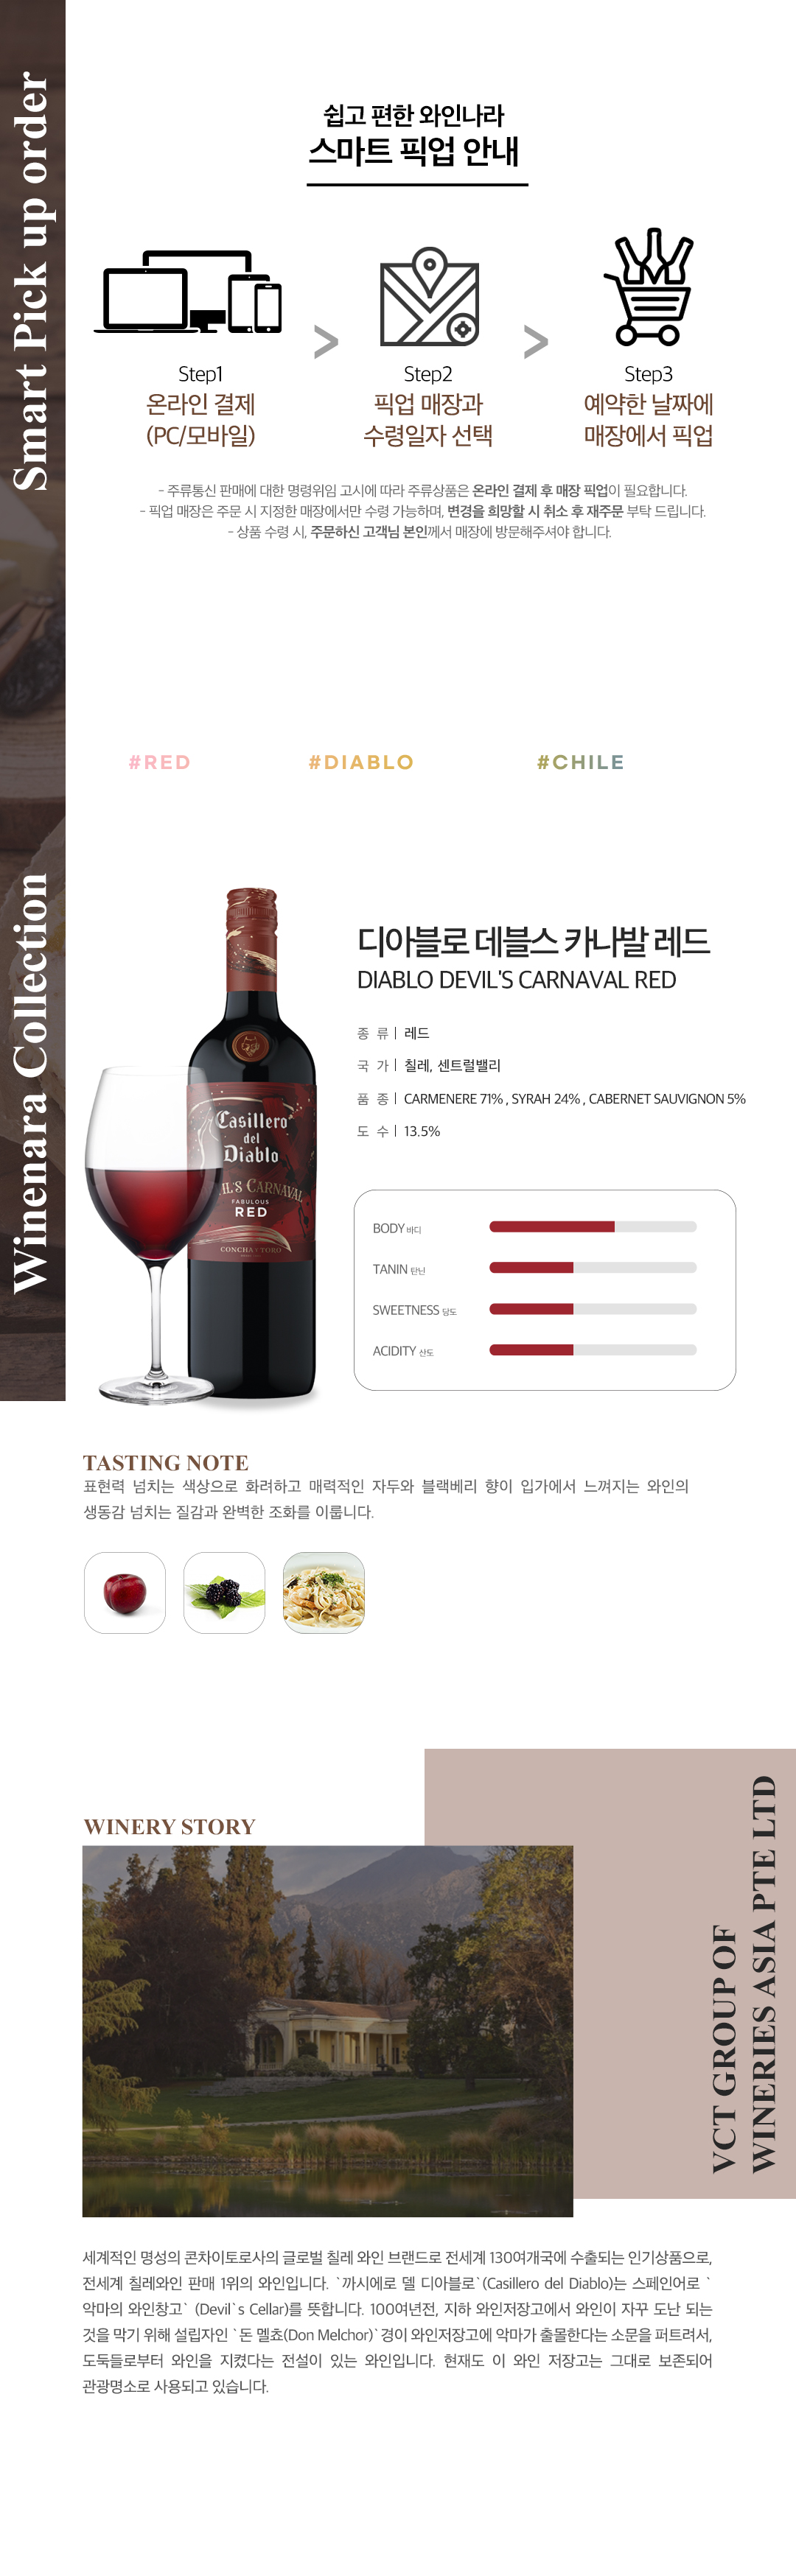 Smart Pick up order
쉽고 편한 와인나라
스마트 픽업 안내
Step1
온라인 결제
(PC/모바일)
>
Step2
픽업 매장과
수령일자 선택
>
Step3
예약한 날짜에
매장에서 픽업
- 주류통신 판매에 대한 명령위임 고시에 따라 주류상품은 온라인 결제 후 매장 픽업이 필요합니다.
- 픽업 매장은 주문 시 지정한 매장에서만 수령 가능하며, 변경을 희망할 시 취소 후 재주문 부탁 드립니다.
- 상품 수령 시, 주문하신 고객님 본인께서 매장에 방문해주셔야 합니다.
#RED #DIABLO #CHILE
Winenara Collection
Casillero
del
Diablo
IL'S CARNAVAL
FABULOUS
RED
CONCHA Y TORO
디아블로 데블스 카나발 레드
DIABLO DEVIL'S CARNAVAL RED
종 류 | 레드
국 가 | 칠레, 센트럴밸리
품 종 | CARMENERE 71% , SYRAH 24% , CABERNET SAUVIGNON 5%
도 수 | 13.5%
BODY 바디
TANIN 탄닌
SWEETNESS 당도
ACIDITY 산도
TASTING NOTE
표현력 넘치는 색상으로 화려하고 매력적인 자두와 블랙베리 향이 입가에서 느껴지는 와인의
생동감 넘치는 질감과 완벽한 조화를 이룹니다.
WINERY STORY
VCT GROUP OF
WINERIES ASIA PTE LTD
세계적인 명성의 콘차이토로사의 글로벌 칠레 와인 브랜드로 전세계 130여개국에 수출되는 인기상품으로,
전세계 칠레와인 판매 1위의 와인입니다. `까시에로 델 디아블로`(Casillero del Diablo)는 스페인어로 `
악마의 와인창고` (Devil`s Cellar)를 뜻합니다. 100여년전, 지하 와인저장고에서 와인이 자꾸 도난 되는
것을 막기 위해 설립자인 `돈 멜쵸(Don Melchor)`경이 와인저장고에 악마가 출몰한다는 소문을 퍼트려서,
도둑들로부터 와인을 지켰다는 전설이 있는 와인입니다. 현재도 이 와인 저장고는 그대로 보존되어
관광명소로 사용되고 있습니다.